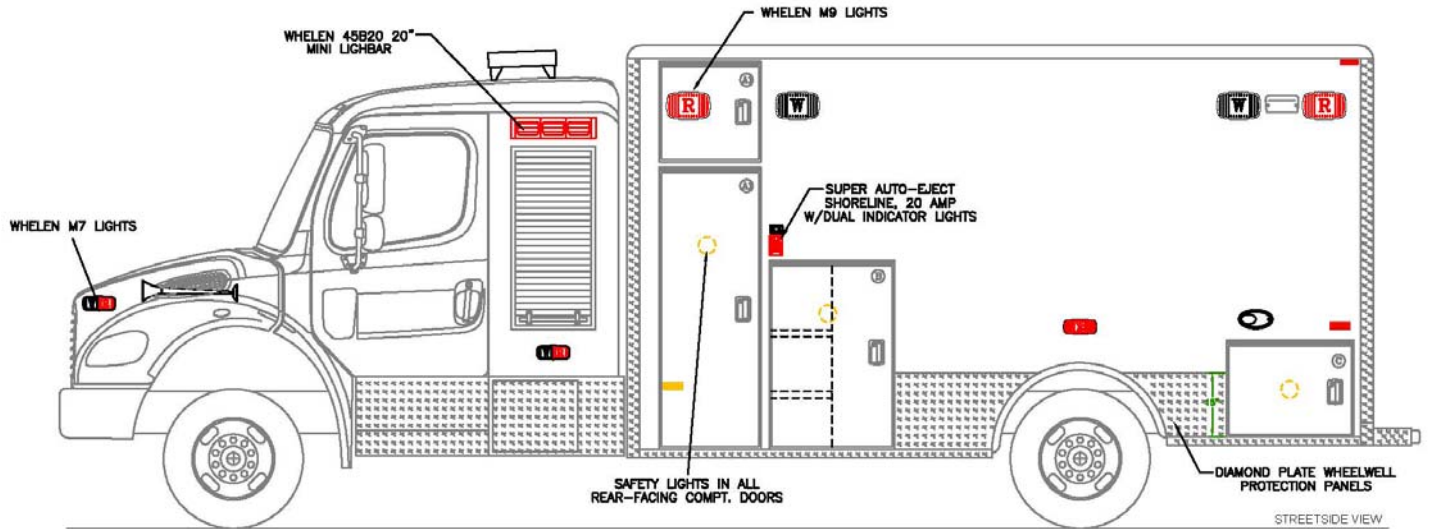 WHELEN M9 LIGHTS
WHELEN 45B20 20"
MINI LIGHBAR
R
W
W
R
SUPER AUTO-EJECT
SHORELINE, 20 AMP
W/DUAL INDICATOR LIGHTS
WHELEN M7 LIGHTS
B
C
SAFETY LIGHTS IN ALL
REAR-FACING COMPT. DOORS
DIAMOND PLATE WHEELWELL
PROTECTION PANELS
STREETSIDE VIEW